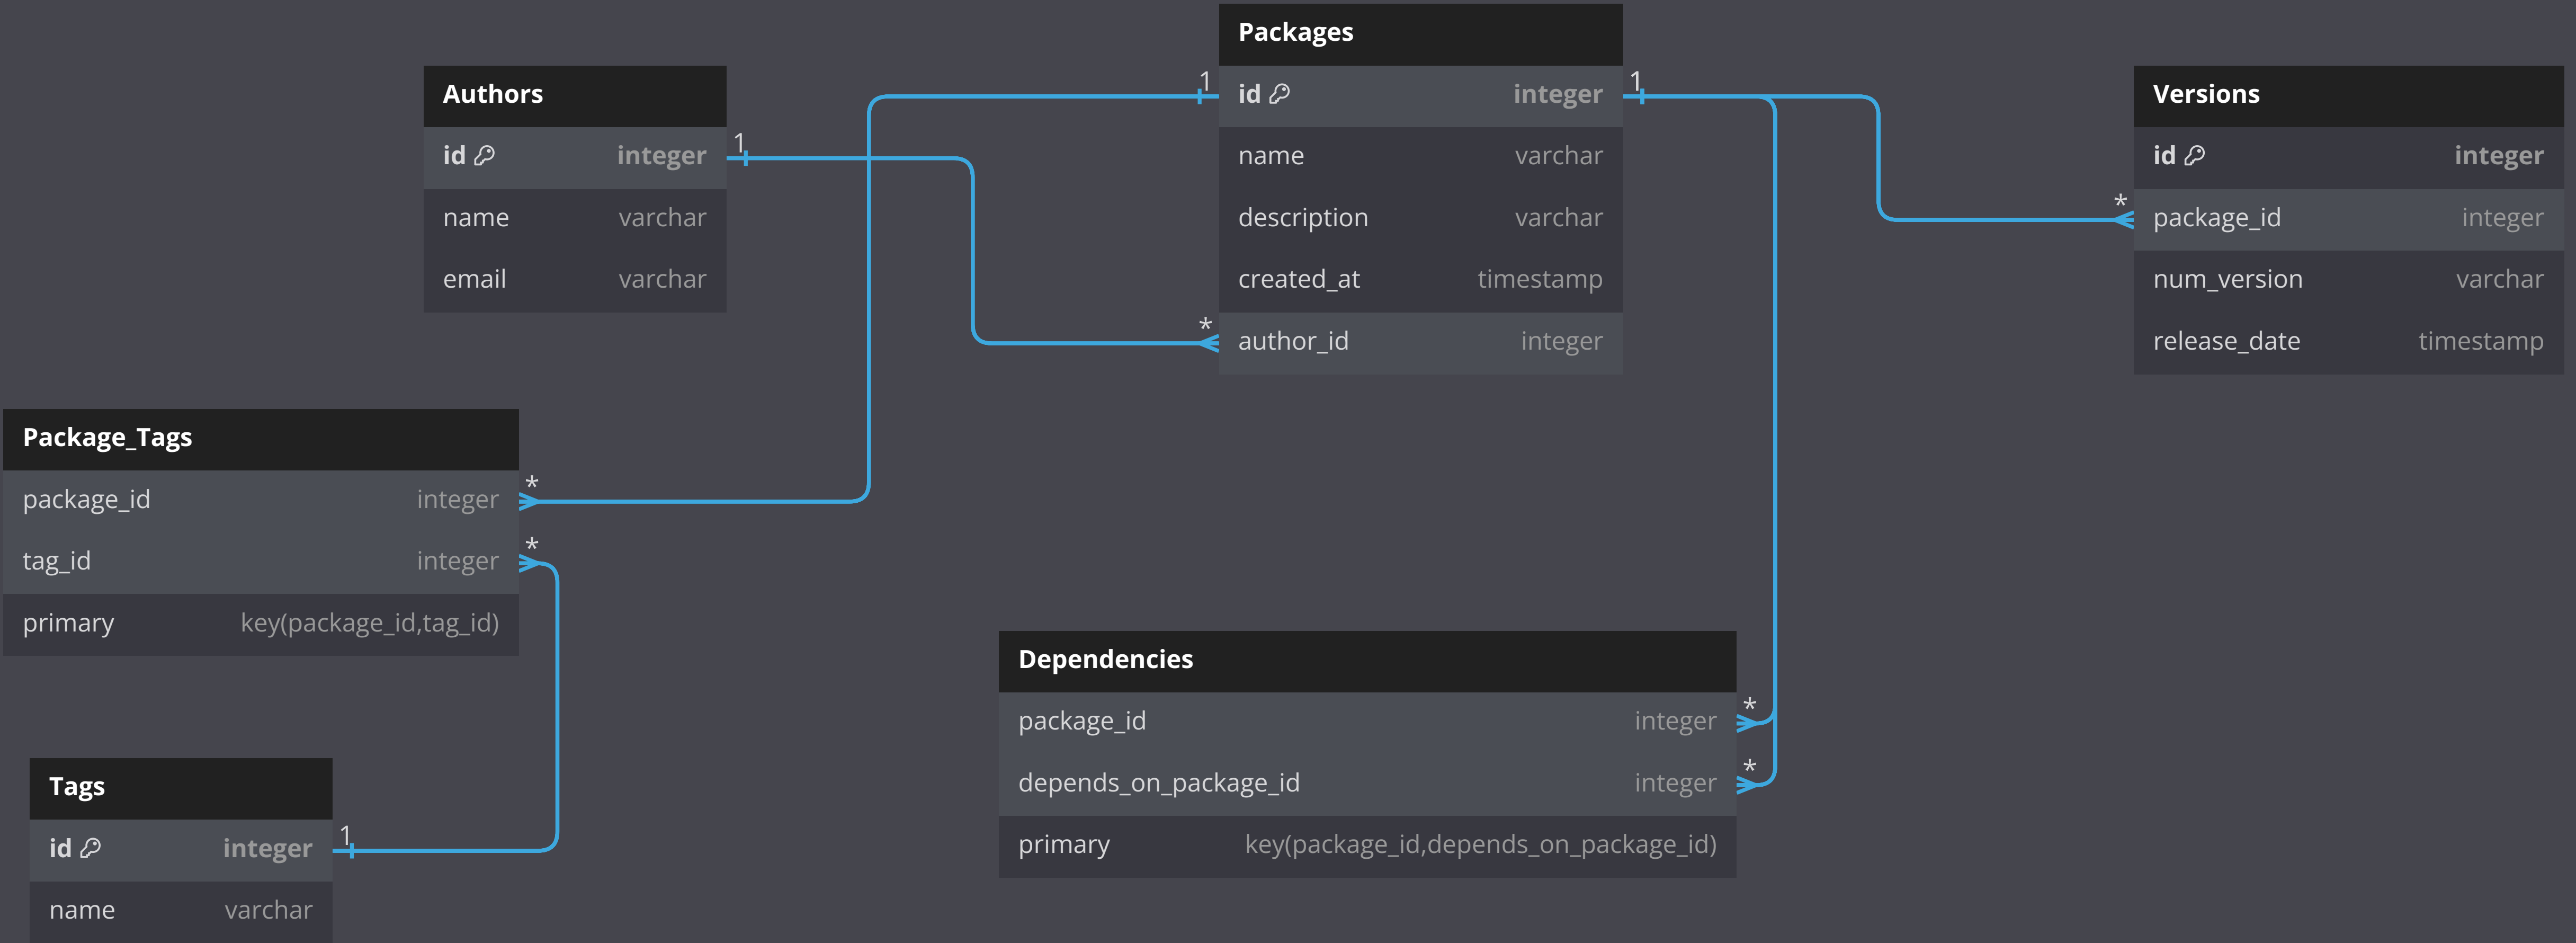 Packages
1 id integer 1
name varchar
description varchar
created_at timestamp
* author_id integer
Authors
id integer 1
name varchar
email varchar
Versions
id integer
* package_id integer
num_version varchar
release_date timestamp
Package_Tags
package_id integer *
tag_id integer *
primary key(package_id,tag_id)
Dependencies
package_id integer *
depends_on_package_id integer *
primary key(package_id,depends_on_package_id)
Tags
id integer 1
name varchar